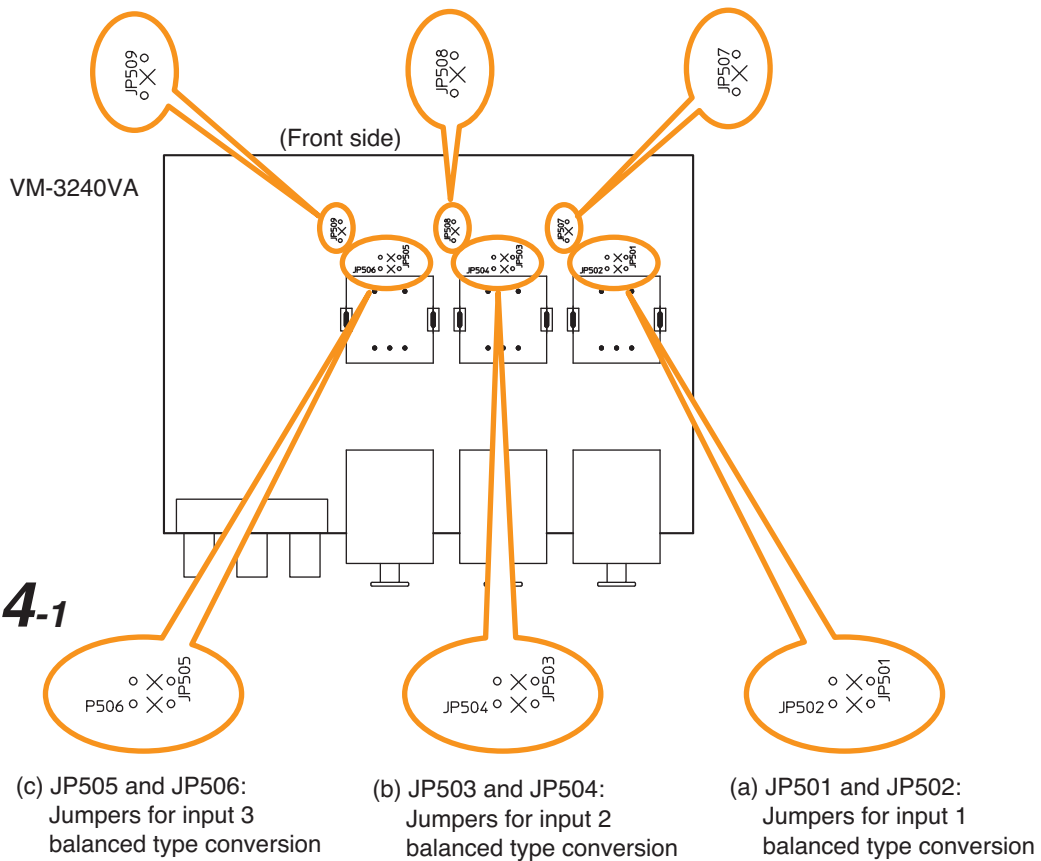 JP509
JP508
JP507
(Front side)
VM-3240VA
JP509
JP508
JP507
JP505
JP506
JP503
JP504
JP501
JP502
4-1
JP505
P506
JP503
JP504
JP501
JP502
(c) JP505 and JP506:
Jumpers for input 3
balanced type conversion
(b) JP503 and JP504:
Jumpers for input 2
balanced type conversion
(a) JP501 and JP502:
Jumpers for input 1
balanced type conversion